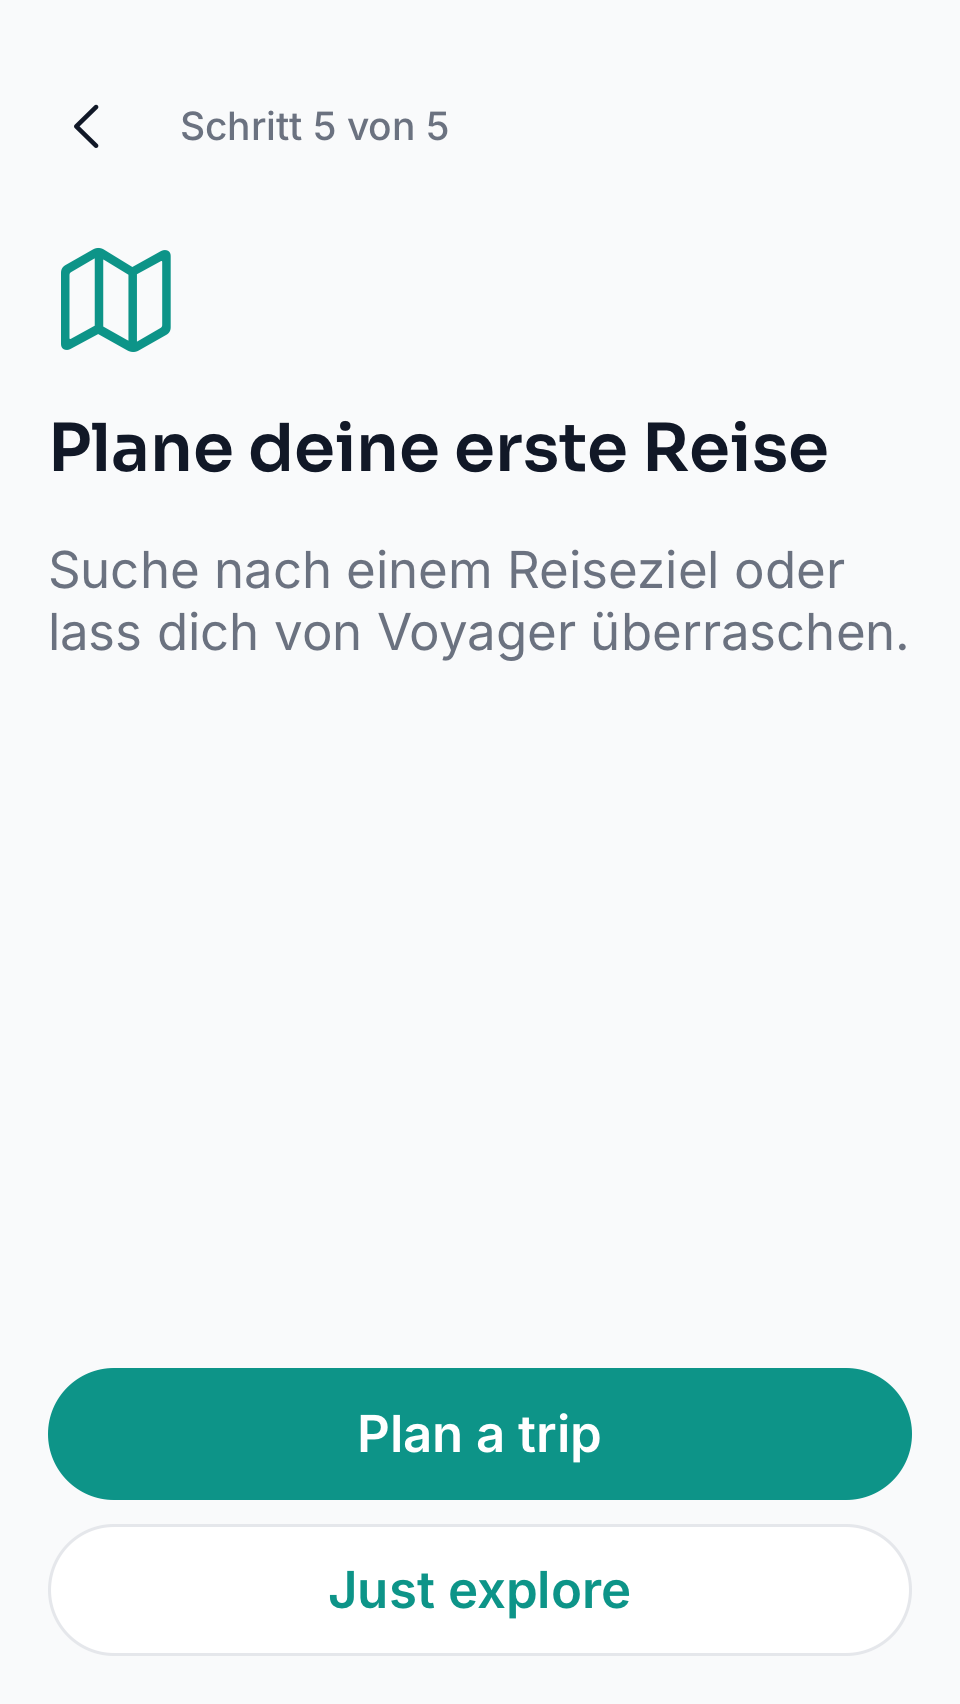 Schritt 5 von 5
Plane deine erste Reise
Suche nach einem Reiseziel oder
lass dich von Voyager überraschen.
Plan a trip
Just explore